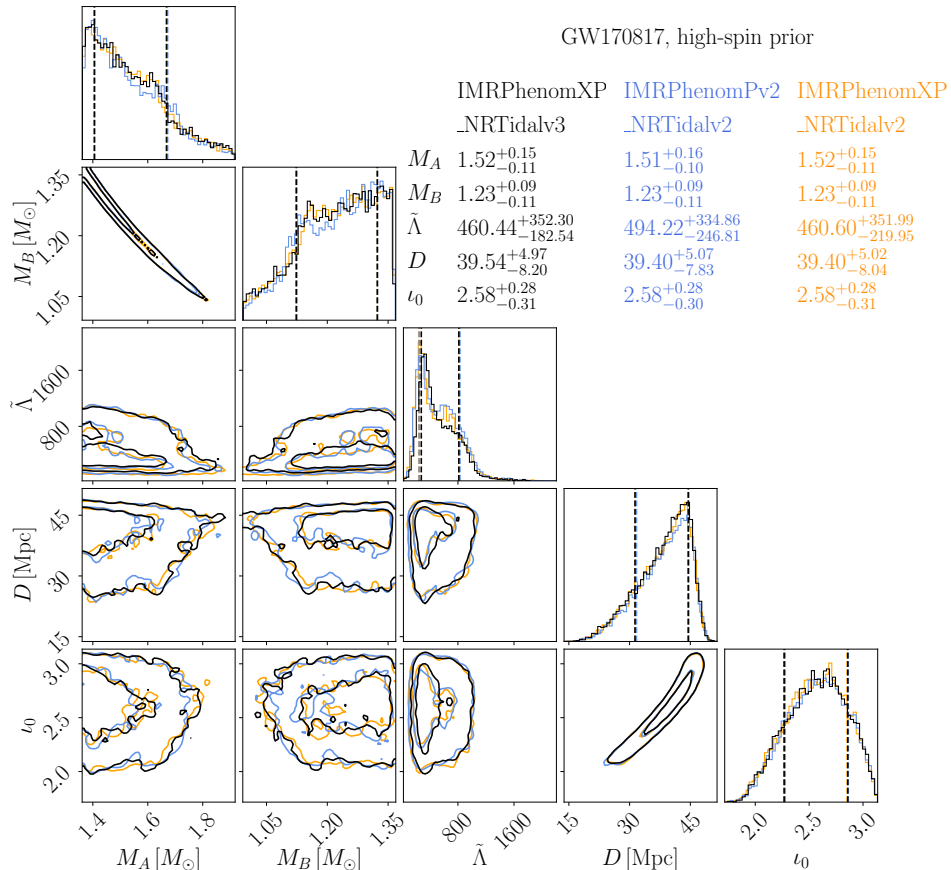 GW170817, high-spin prior
IMRPhenomXP IMRPhenomPv2 IMRPhenomXP
_NRTidalv3 _NRTidalv2 _NRTidalv2
M_A 1.52^{+0.15}_{-0.11} 1.51^{+0.16}_{-0.10} 1.52^{+0.15}_{-0.11}
M_B 1.23^{+0.09}_{-0.11} 1.23^{+0.09}_{-0.11} 1.23^{+0.09}_{-0.11}
Λ̃ 460.44^{+352.30}_{-182.54} 494.22^{+334.86}_{-246.81} 460.60^{+351.99}_{-219.95}
D 39.54^{+4.97}_{-8.20} 39.40^{+5.07}_{-7.83} 39.40^{+5.02}_{-8.04}
ι_0 2.58^{+0.28}_{-0.31} 2.58^{+0.28}_{-0.30} 2.58^{+0.28}_{-0.31}
M_B [M_⊙]
1.35
1.20
1.05
Λ̃
1600
800
D [Mpc]
45
30
15
ι_0
3.0
2.5
2.0
1.4 1.6 1.8
1.05 1.20 1.35
800 1600
15 30 45
2.0 2.5 3.0
M_A [M_⊙]
M_B [M_⊙]
Λ̃
D [Mpc]
ι_0